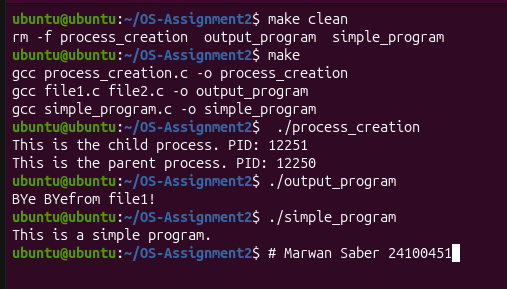 ubuntu@ubuntu:~/OS-Assignment2$ make clean
rm -f process_creation  output_program  simple_program
ubuntu@ubuntu:~/OS-Assignment2$ make
gcc process_creation.c -o process_creation
gcc file1.c file2.c -o output_program
gcc simple_program.c -o simple_program
ubuntu@ubuntu:~/OS-Assignment2$  ./process_creation
This is the child process. PID: 12251
This is the parent process. PID: 12250
ubuntu@ubuntu:~/OS-Assignment2$ ./output_program
BYe BYefrom file1!
ubuntu@ubuntu:~/OS-Assignment2$ ./simple_program
This is a simple program.
ubuntu@ubuntu:~/OS-Assignment2$ # Marwan Saber 24100451